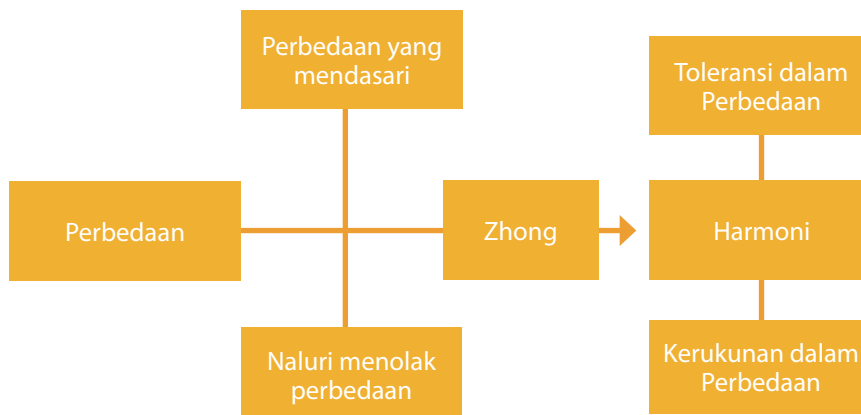 Perbedaan yang
mendasari
Toleransi dalam
Perbedaan
Perbedaan
Zhong
Harmoni
Naluri menolak
perbedaan
Kerukunan dalam
Perbedaan